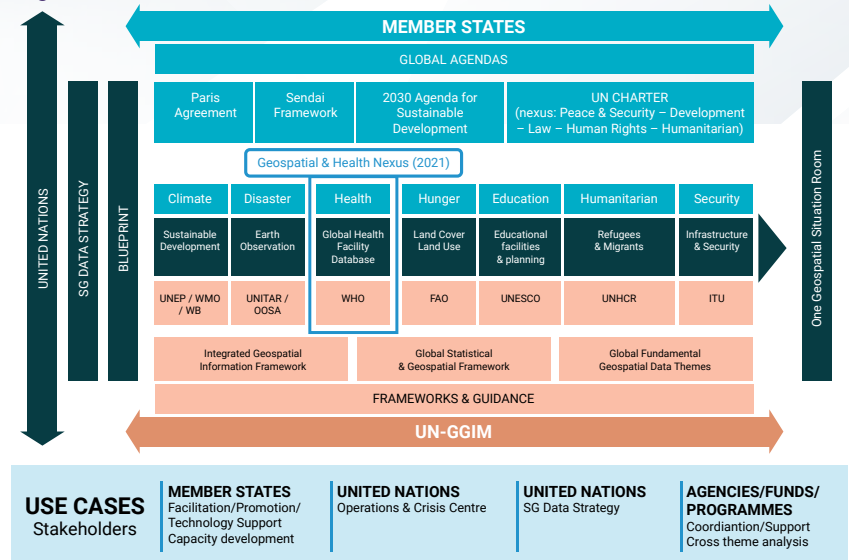 MEMBER STATES
GLOBAL AGENDAS
Paris
Agreement
Sendai
Framework
2030 Agenda for
Sustainable
Development
UN CHARTER
(nexus: Peace & Security – Development
– Law – Human Rights – Humanitarian)
Geospatial & Health Nexus (2021)
UNITED NATIONS
SG DATA STRATEGY
BLUEPRINT
Climate
Disaster
Health
Hunger
Education
Humanitarian
Security
Sustainable
Development
Earth
Observation
Global Health
Facility
Database
Land Cover
Land Use
Educational
facilities
& planning
Refugees
& Migrants
Infrastructure
& Security
UNEP / WMO
/ WB
UNITAR /
OOSA
WHO
FAO
UNESCO
UNHCR
ITU
One Geospatial Situation Room
Integrated Geospatial
Information Framework
Global Statistical
& Geospatial Framework
Global Fundamental
Geospatial Data Themes
FRAMEWORKS & GUIDANCE
UN-GGIM
USE CASES
Stakeholders
MEMBER STATES
Facilitation/Promotion/
Technology Support
Capacity development
UNITED NATIONS
Operations & Crisis Centre
UNITED NATIONS
SG Data Strategy
AGENCIES/FUNDS/
PROGRAMMES
Coordiantion/Support
Cross theme analysis